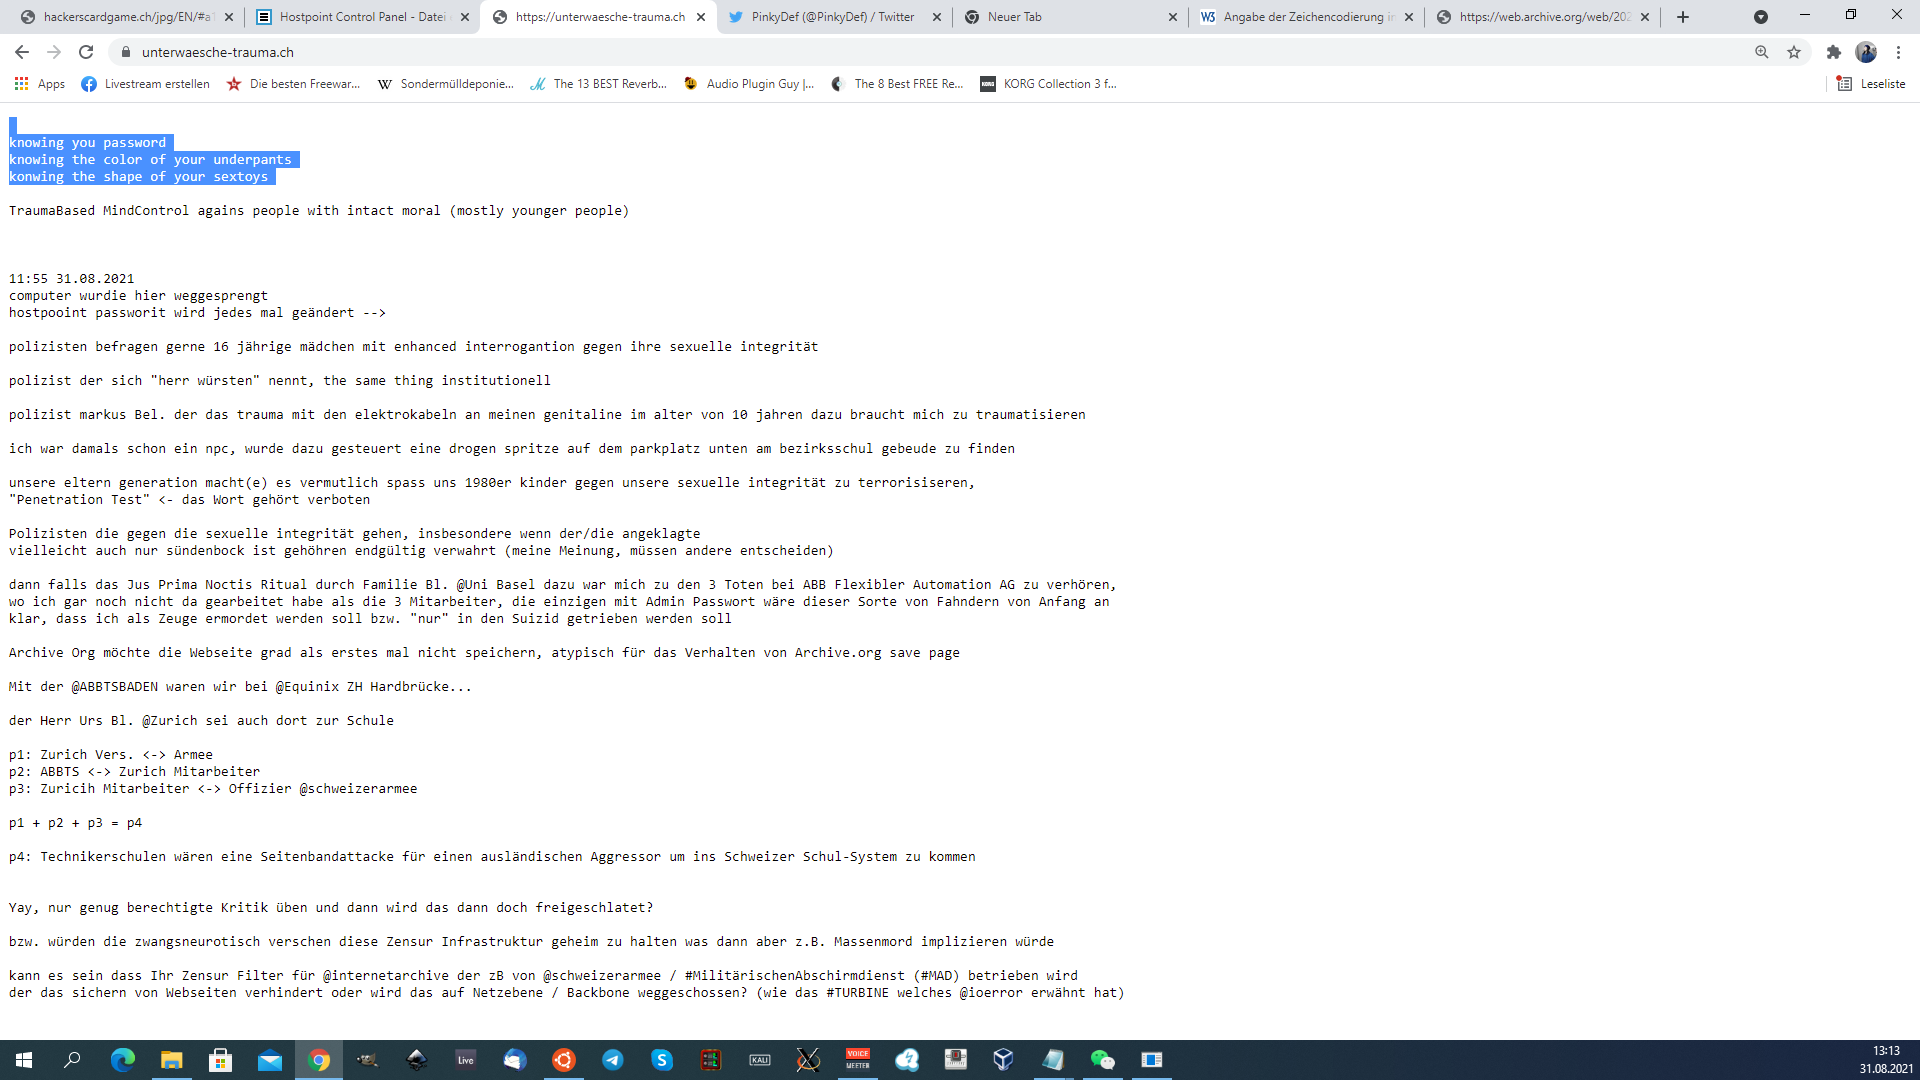 hackerscardgame.ch/jpg/EN/#aT
Hostpoint Control Panel - Datei
https://unterwaesche-trauma.ch
PinkyDef (@PinkyDef) / Twitter
Neuer Tab
W3 Angabe der Zeichencodierung in
https://web.archive.org/web/202
unterwaesche-trauma.ch
Apps
Livestream erstellen
Die besten Freewar...
W Sondermülldeponie...
The 13 BEST Reverb...
Audio Plugin Guy |...
The 8 Best FREE Re...
KORG KORG Collection 3 f...
Leseliste
knowing you password
knowing the color of your underpants
konwing the shape of your sextoys
TraumaBased MindControl agains people with intact moral (mostly younger people)
11:55 31.08.2021
computer wurdie hier weggesprengt
hostpooint passworit wird jedes mal geändert -->
polizisten befragen gerne 16 jährige mädchen mit enhanced interrogantion gegen ihre sexuelle integrität
polizist der sich "herr würsten" nennt, the same thing institutionell
polizist markus Bel. der das trauma mit den elektrokabeln an meinen genitaline im alter von 10 jahren dazu braucht mich zu traumatisieren
ich war damals schon ein npc, wurde dazu gesteuert eine drogen spritze auf dem parkplatz unten am bezirksschul gebeude zu finden
unsere eltern generation macht(e) es vermutlich spass uns 1980er kinder gegen unsere sexuelle integrität zu terrorisiseren,
"Penetration Test" <- das Wort gehört verboten
Polizisten die gegen die sexuelle integrität gehen, insbesondere wenn der/die angeklagte
vielleicht auch nur sündenbock ist gehöhren endgültig verwahrt (meine Meinung, müssen andere entscheiden)
dann falls das Jus Prima Noctis Ritual durch Familie Bl. @Uni Basel dazu war mich zu den 3 Toten bei ABB Flexibler Automation AG zu verhören,
wo ich gar noch nicht da gearbeitet habe als die 3 Mitarbeiter, die einzigen mit Admin Passwort wäre dieser Sorte von Fahndern von Anfang an
klar, dass ich als Zeuge ermordet werden soll bzw. "nur" in den Suizid getrieben werden soll
Archive Org möchte die Webseite grad als erstes mal nicht speichern, atypisch für das Verhalten von Archive.org save page
Mit der @ABBTSBADEN waren wir bei @Equinix ZH Hardbrücke...
der Herr Urs Bl. @Zurich sei auch dort zur Schule
p1: Zurich Vers. <-> Armee
p2: ABBTS <-> Zurich Mitarbeiter
p3: Zuricih Mitarbeiter <-> Offizier @schweizerarmee
p1 + p2 + p3 = p4
p4: Technikerschulen wären eine Seitenbandattacke für einen ausländischen Aggressor um ins Schweizer Schul-System zu kommen
Yay, nur genug berechtigte Kritik üben und dann wird das dann doch freigeschlatet?
bzw. würden die zwangsneurotisch verschen diese Zensur Infrastruktur geheim zu halten was dann aber z.B. Massenmord implizieren würde
kann es sein dass Ihr Zensur Filter für @internetarchive der zB von @schweizerarmee / #MilitärischenAbschirmdienst (#MAD) betrieben wird
der das sichern von Webseiten verhindert oder wird das auf Netzebene / Backbone weggeschossen? (wie das #TURBINE welches @ioerror erwähnt hat)
Live
KALI
VOICE
MEETER
13:13
31.08.2021